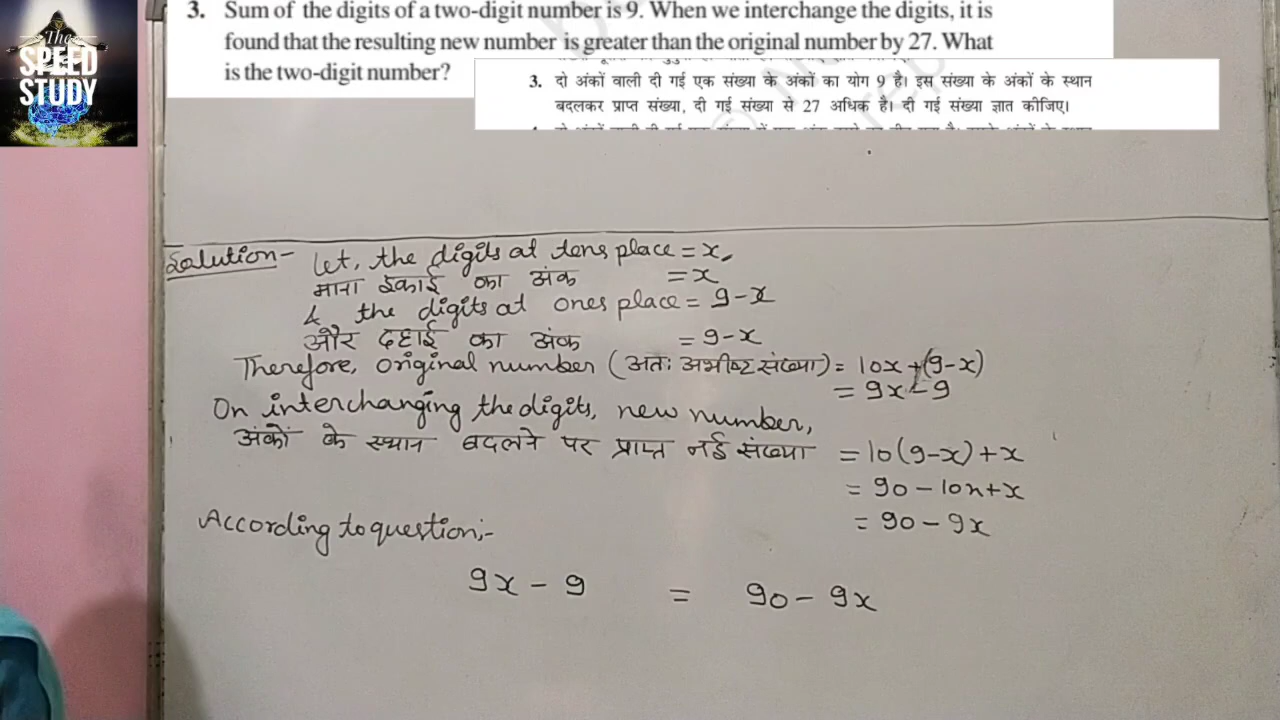 The
SPEED
STUDY
3. Sum of the digits of a two-digit number is 9. When we interchange the digits, it is
found that the resulting new number is greater than the original number by 27. What
is the two-digit number?
3. दो अंकों वाली दी गई एक संख्या के अंकों का योग 9 है। इस संख्या के अंकों के स्थान
बदलकर प्राप्त संख्या, दी गई संख्या से 27 अधिक है। दी गई संख्या ज्ञात कीजिए।
Solution- Let, the digits at tens place = x,
माना इकाई का अंक = x
& the digits at ones place = 9-x
और दहाई का अंक = 9-x
Therefore, original number (अतः अभीष्ट संख्या) = 10x + (9-x)
= 9x - 9
On interchanging the digits, new number,
अंकों के स्थान बदलने पर प्राप्त नई संख्या = 10(9-x)+x
= 90 - 10x + x
= 90 - 9x
According to question;-
9x - 9 = 90 - 9x